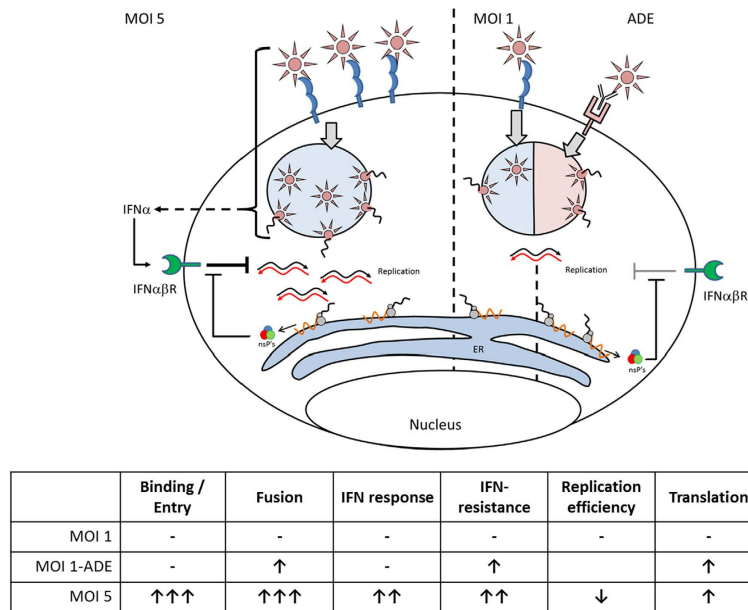 MOI 5
MOI 1
ADE
IFNα
IFNαβR
Replication
Replication
IFNαβR
nsP's
ER
nsP's
Nucleus
Binding / Entry Fusion IFN response IFN-resistance Replication efficiency Translation
MOI 1 - - - - - -
MOI 1-ADE - ↑ - ↑ ↑
MOI 5 ↑↑↑ ↑↑↑ ↑↑ ↑↑ ↓ ↑